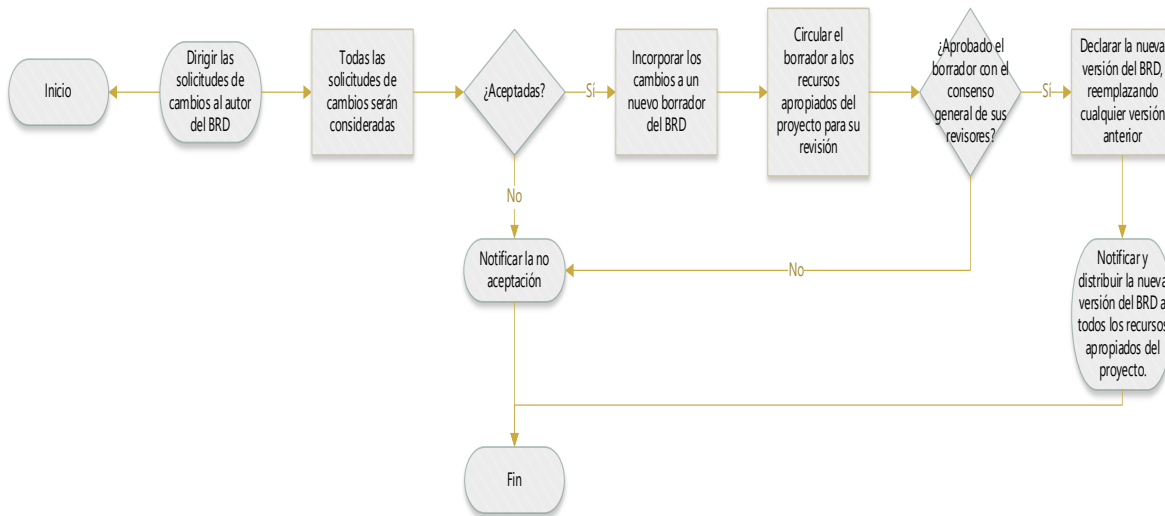 Inicio
Dirigir las
solicitudes de
cambios al autor
del BRD
Todas las
solicitudes de
cambios serán
consideradas
¿Aceptadas?
Sí
Incorporar los
cambios a un
nuevo borrador
del BRD
Circular el
borrador a los
recursos
apropiados del
proyecto para su
revisión
¿Aprobado el
borrador con el
consenso
general de sus
revisores?
Sí
Declarar la nueva
versión del BRD,
reemplazando
cualquier versión
anterior
No
Notificar la no
aceptación
No
Notificar y
distribuir la nueva
versión del BRD a
todos los recursos
apropiados del
proyecto.
Fin